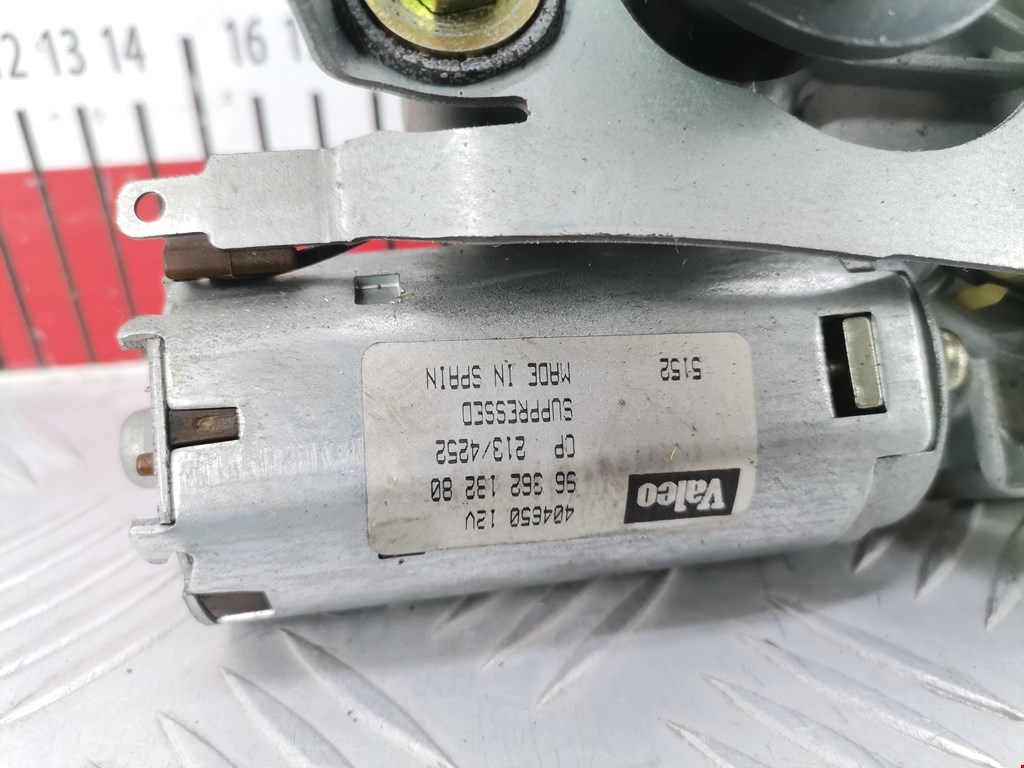 12 13 14 16
404650 12V
Valeo
96 362 132 80
CP 213/4252
SUPPRESSED
MADE IN SPAIN
5152